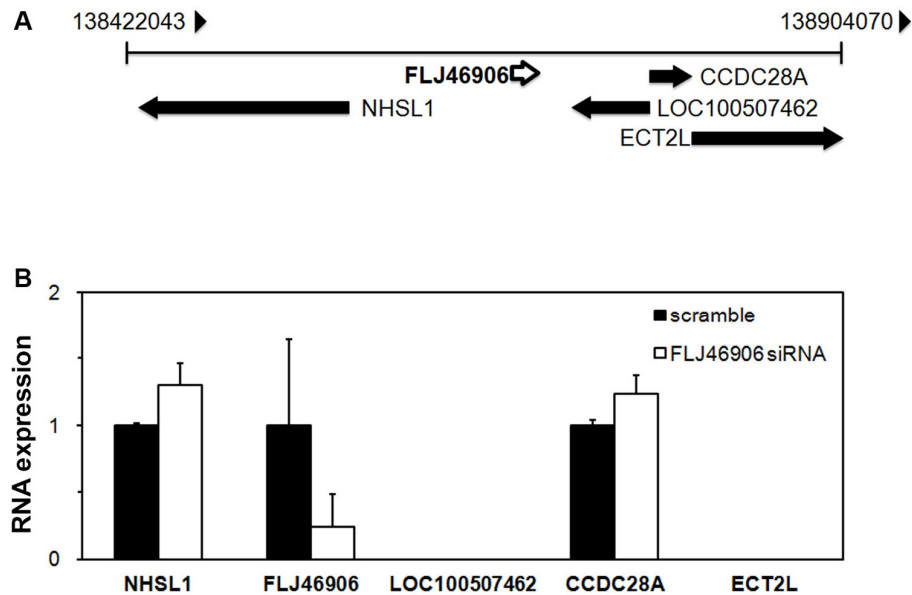 A
138422043
138904070
FLJ46906
CCDC28A
NHSL1
LOC100507462
ECT2L
B
2
scramble
FLJ46906 siRNA
RNA expression
1
0
NHSL1 FLJ46906 LOC100507462 CCDC28A ECT2L